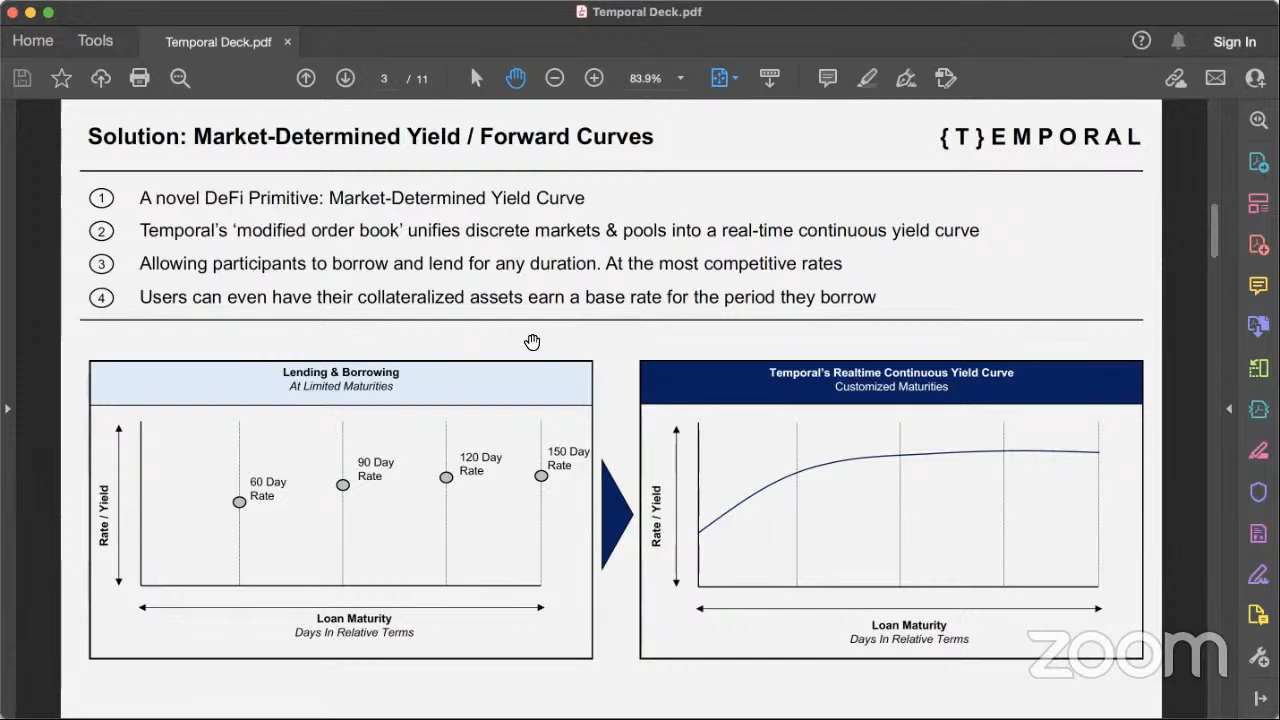 Temporal Deck.pdf
Home
Tools
Temporal Deck.pdf ×
Sign In
3 / 11
83.9%
Solution: Market-Determined Yield / Forward Curves
{T}EMPORAL
1 A novel DeFi Primitive: Market-Determined Yield Curve
2 Temporal's ‘modified order book’ unifies discrete markets & pools into a real-time continuous yield curve
3 Allowing participants to borrow and lend for any duration. At the most competitive rates
4 Users can even have their collateralized assets earn a base rate for the period they borrow
Lending & Borrowing
At Limited Maturities
Rate / Yield
60 Day
Rate
90 Day
Rate
120 Day
Rate
150 Day
Rate
Loan Maturity
Days In Relative Terms
Temporal's Realtime Continuous Yield Curve
Customized Maturities
Rate / Yield
Loan Maturity
Days In Relative Terms
zoom